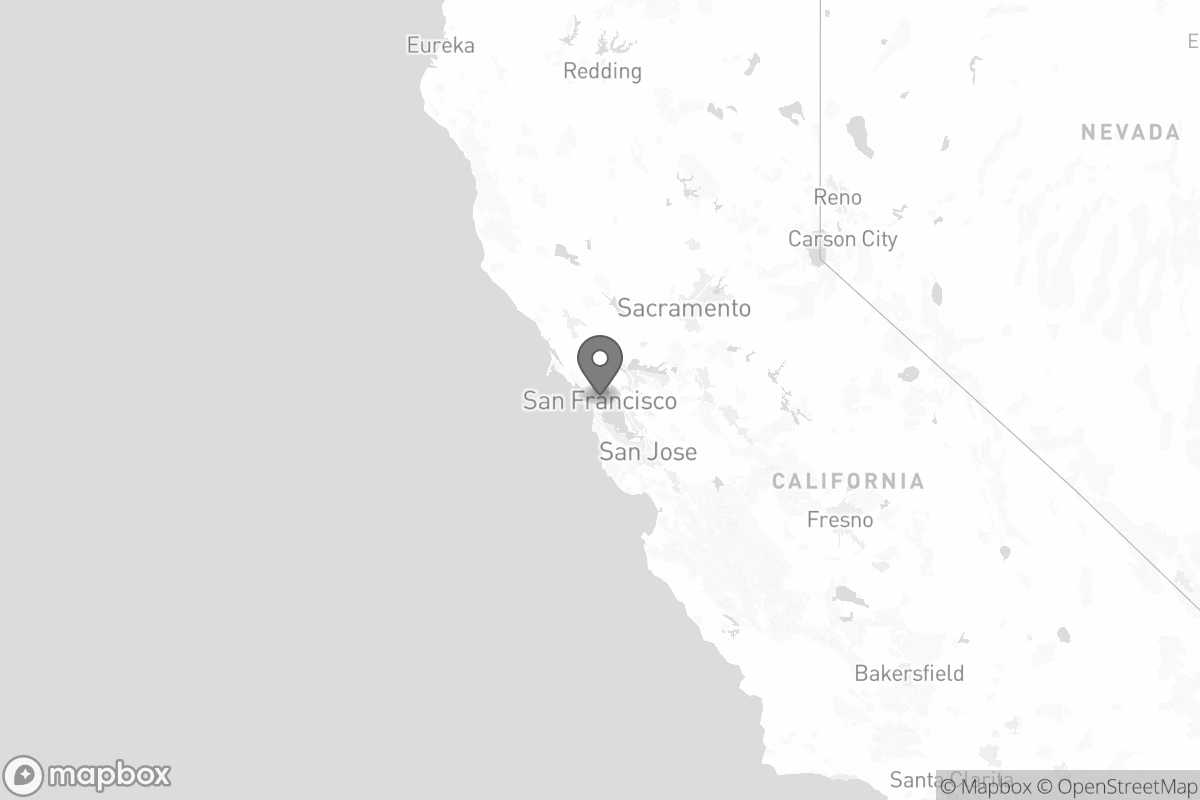 Eureka
Redding
E
NEVADA
Reno
Carson City
Sacramento
San Francisco
San Jose
CALIFORNIA
Fresno
Bakersfield
Santa Clarita
mapbox
© Mapbox © OpenStreetMap